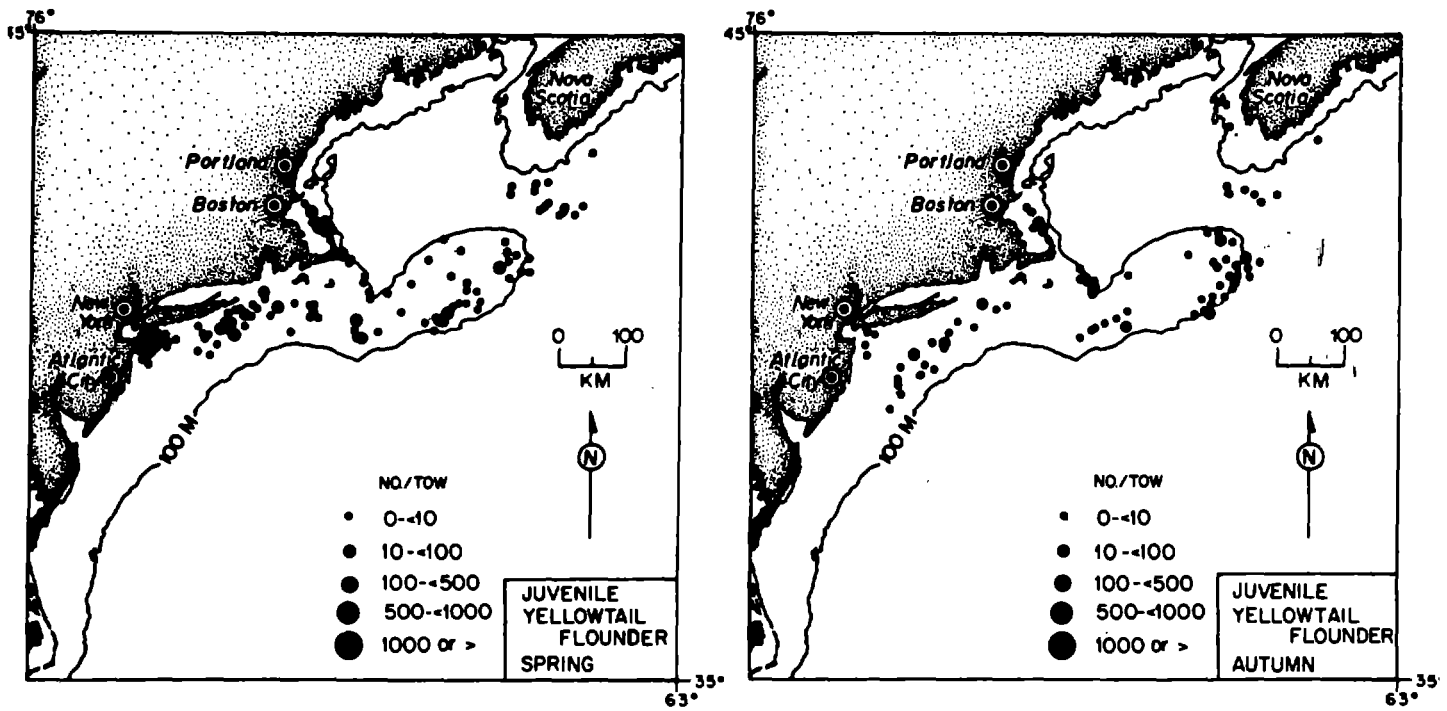 76°
45°
Nova
Scotia
Portland
Boston
New
York
Atlantic
City
0 100
KM
100 M
N
NO./TOW
0-<10
10-<100
100-<500
500-<1000
1000 or >
JUVENILE
YELLOWTAIL
FLOUNDER
SPRING
35°
63°
76°
45°
Nova
Scotia
Portland
Boston
New
York
Atlantic
City
0 100
KM
100 M
N
NO./TOW
0-<10
10-<100
100-<500
500-<1000
1000 or >
JUVENILE
YELLOWTAIL
FLOUNDER
AUTUMN
35°
63°